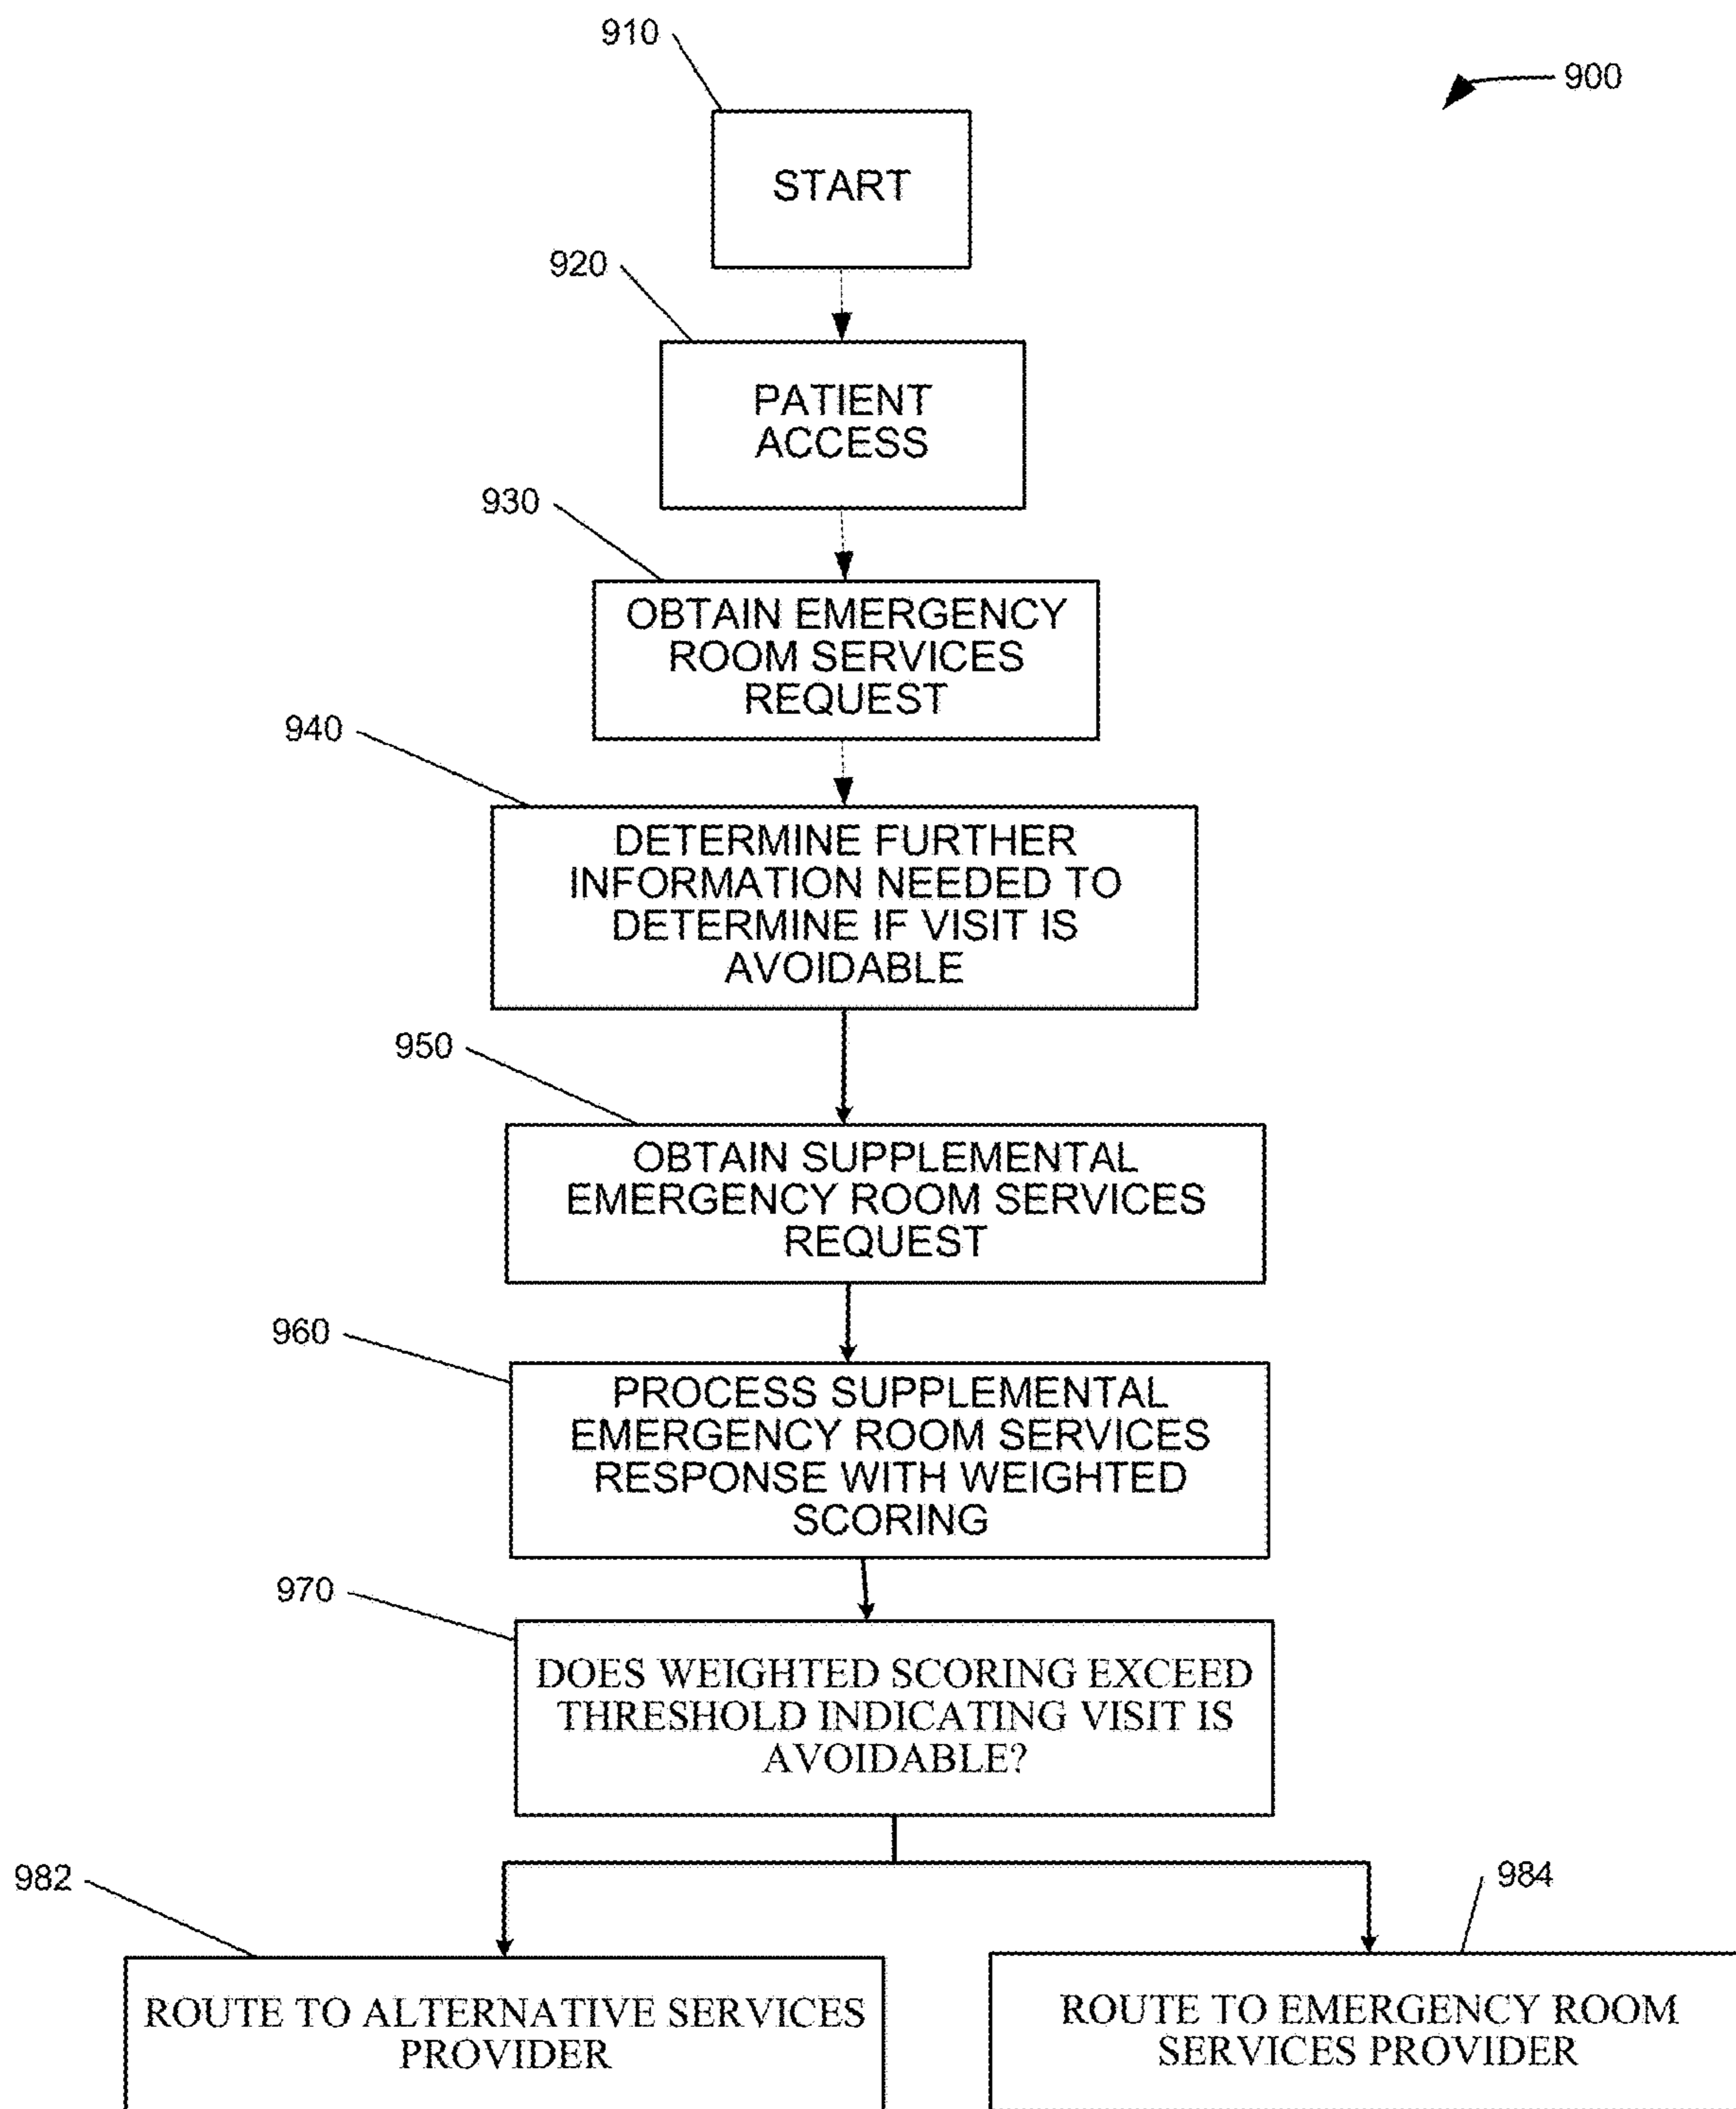 910
900
START
920
PATIENT
ACCESS
930
OBTAIN EMERGENCY
ROOM SERVICES
REQUEST
940
DETERMINE FURTHER
INFORMATION NEEDED TO
DETERMINE IF VISIT IS
AVOIDABLE
950
OBTAIN SUPPLEMENTAL
EMERGENCY ROOM SERVICES
REQUEST
960
PROCESS SUPPLEMENTAL
EMERGENCY ROOM SERVICES
RESPONSE WITH WEIGHTED
SCORING
970
DOES WEIGHTED SCORING EXCEED
THRESHOLD INDICATING VISIT IS
AVOIDABLE?
982
984
ROUTE TO ALTERNATIVE SERVICES
PROVIDER
ROUTE TO EMERGENCY ROOM
SERVICES PROVIDER